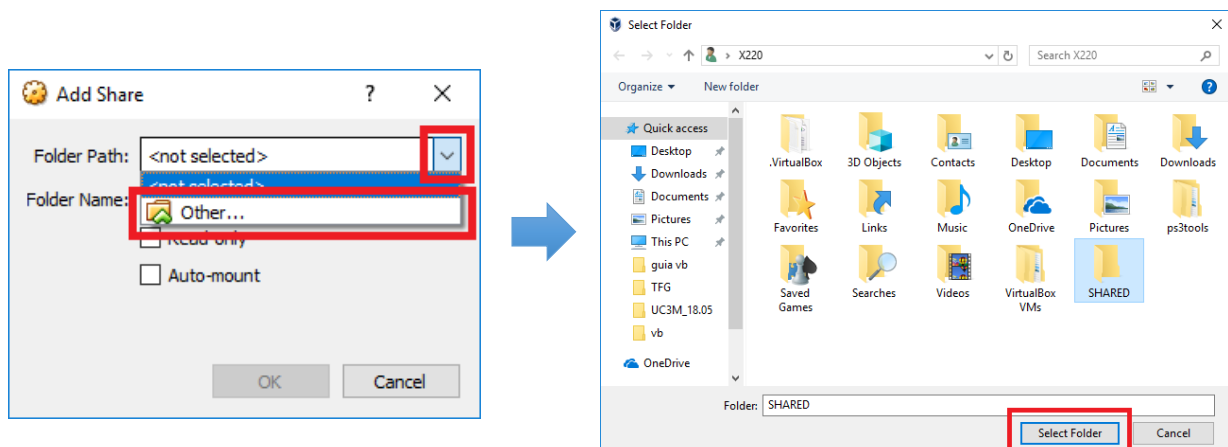 Add Share
?
Folder Path:
<not selected>
<not selected>
Folder Name:
Other...
Read-only
Auto-mount
OK
Cancel
Select Folder
X220
Search X220
Organize
New folder
?
Quick access
Desktop
Downloads
Documents
Pictures
This PC
guia vb
TFG
UC3M_18.05
vb
OneDrive
.VirtualBox
3D Objects
Contacts
Desktop
Documents
Downloads
Favorites
Links
Music
OneDrive
Pictures
ps3tools
Saved
Games
Searches
Videos
VirtualBox
VMs
SHARED
Folder:
SHARED
Select Folder
Cancel